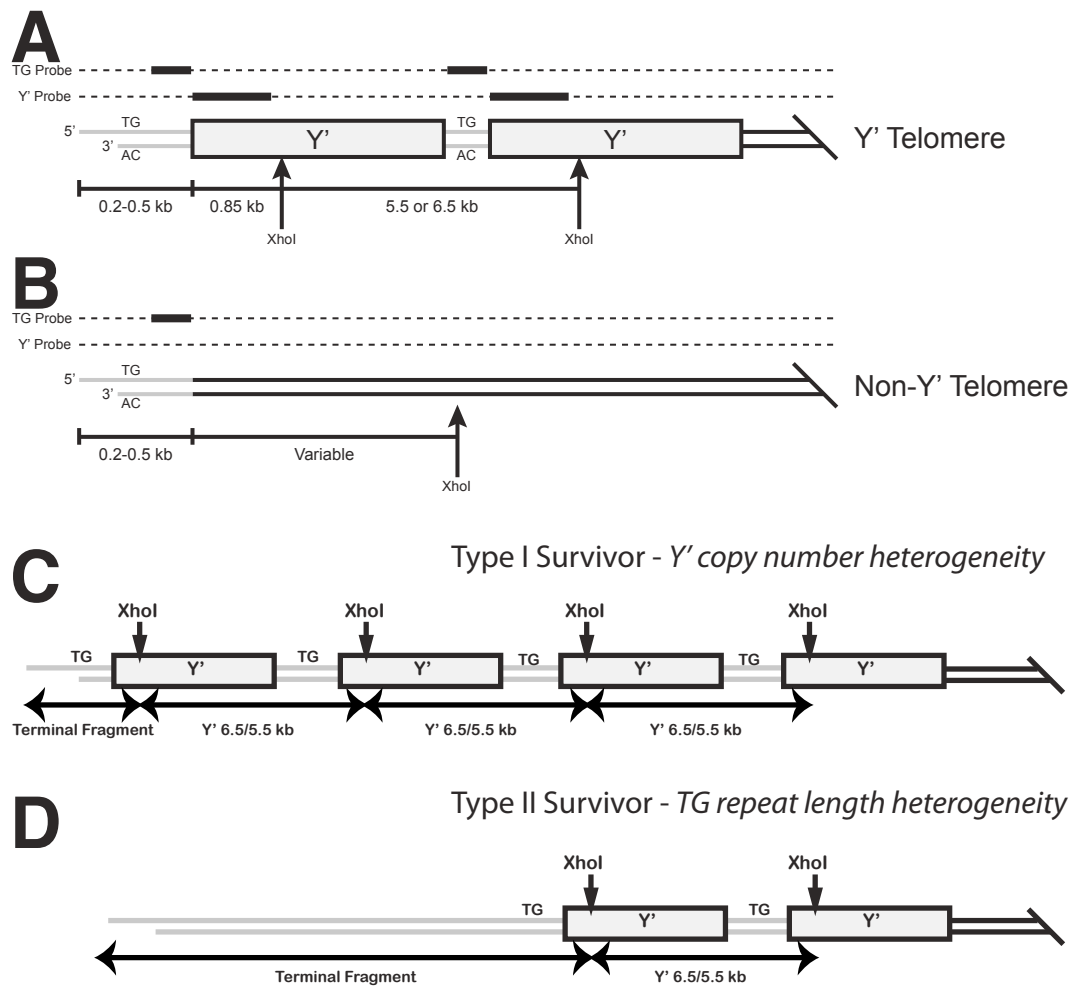 A
TG Probe
Y' Probe
5' TG TG
Y' Y' Y' Telomere
3' AC AC
0.2-0.5 kb 0.85 kb 5.5 or 6.5 kb
XhoI XhoI
B
TG Probe
Y' Probe
5' TG
Non-Y' Telomere
3' AC
0.2-0.5 kb Variable
XhoI
Type I Survivor - Y' copy number heterogeneity
C
XhoI XhoI XhoI XhoI
TG Y' TG Y' TG Y' TG Y'
Terminal Fragment Y' 6.5/5.5 kb Y' 6.5/5.5 kb Y' 6.5/5.5 kb
Type II Survivor - TG repeat length heterogeneity
D
XhoI XhoI
TG Y' TG Y'
Terminal Fragment Y' 6.5/5.5 kb